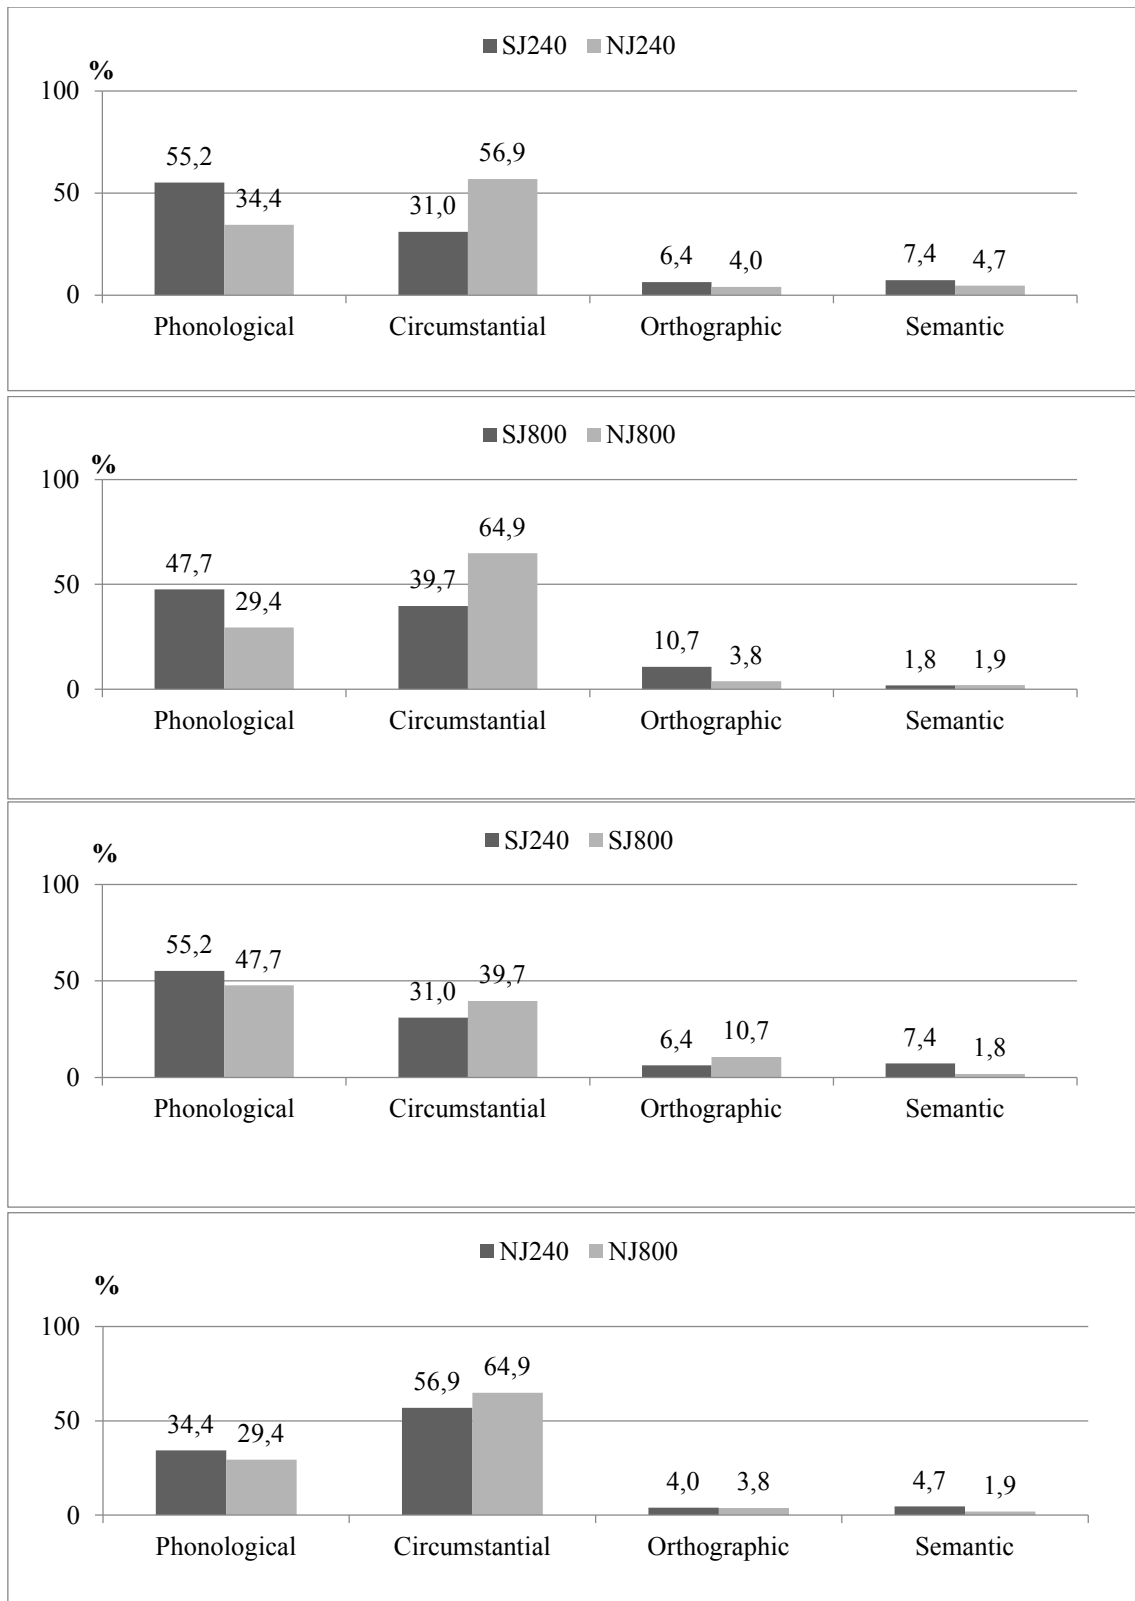 SJ240 NJ240
%
100
50
0
55,2 34,4 31,0 56,9 6,4 4,0 7,4 4,7
Phonological Circumstantial Orthographic Semantic
SJ800 NJ800
%
100
50
0
47,7 29,4 39,7 64,9 10,7 3,8 1,8 1,9
Phonological Circumstantial Orthographic Semantic
SJ240 SJ800
%
100
50
0
55,2 47,7 31,0 39,7 6,4 10,7 7,4 1,8
Phonological Circumstantial Orthographic Semantic
NJ240 NJ800
%
100
50
0
34,4 29,4 56,9 64,9 4,0 3,8 4,7 1,9
Phonological Circumstantial Orthographic Semantic